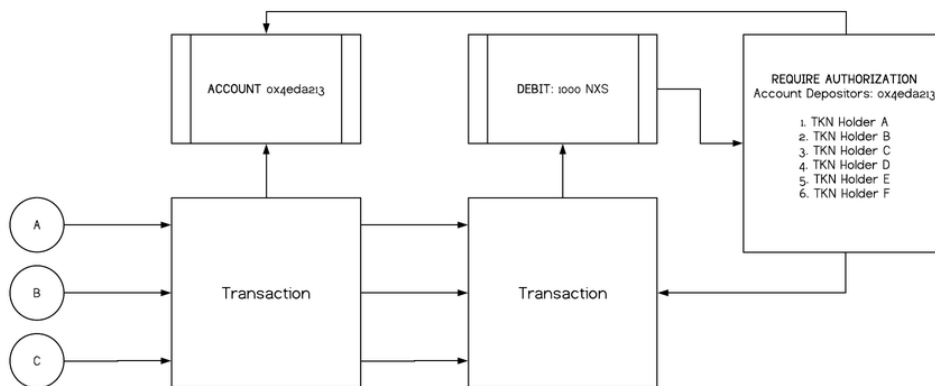 ACCOUNT 0x4eda213
DEBIT: 1000 NXS
REQUIRE AUTHORIZATION
Account Depositors: 0x4eda213
1. TKN Holder A
2. TKN Holder B
3. TKN Holder C
4. TKN Holder D
5. TKN Holder E
6. TKN Holder F
A
B
C
Transaction
Transaction